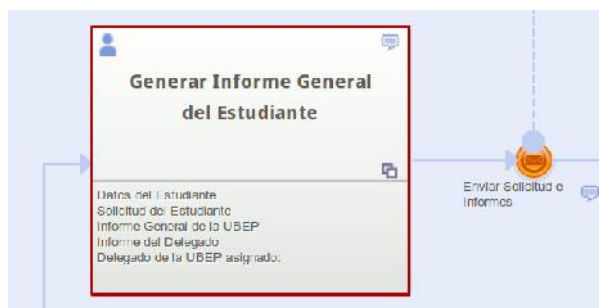 Generar Informe General
del Estudiante
Datos del Estudiante
Solicitud del Estudiante
Informe General de la UBEP
Informe del Delegado
Delegado de la UBEP asignado:
Enviar Solicitud e
Informes